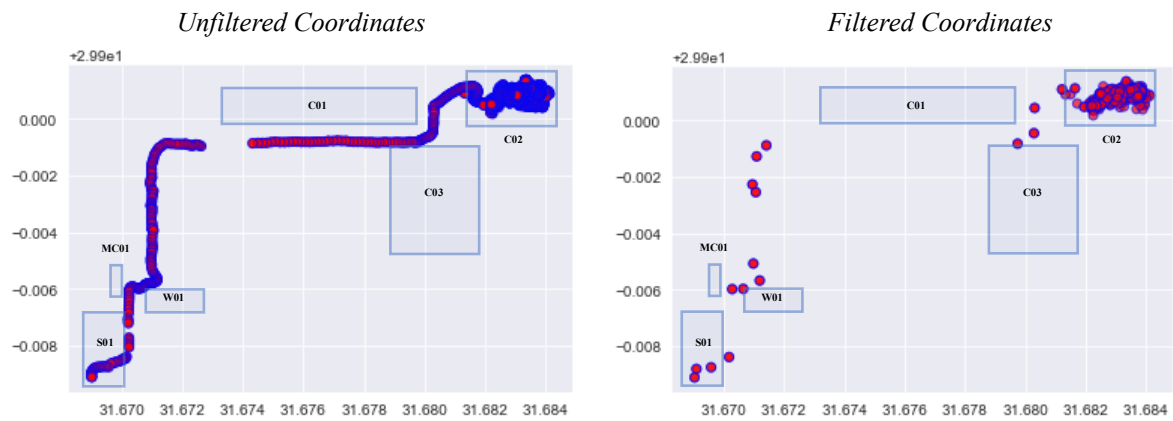 Unfiltered Coordinates
+2.99e1
C01
0.000
C02
−0.002
C03
−0.004
MC01
−0.006
W01
S01
−0.008
31.670 31.672 31.674 31.676 31.678 31.680 31.682 31.684
Filtered Coordinates
+2.99e1
C01
0.000
C02
−0.002
C03
−0.004
MC01
−0.006
W01
S01
−0.008
31.670 31.672 31.674 31.676 31.678 31.680 31.682 31.684